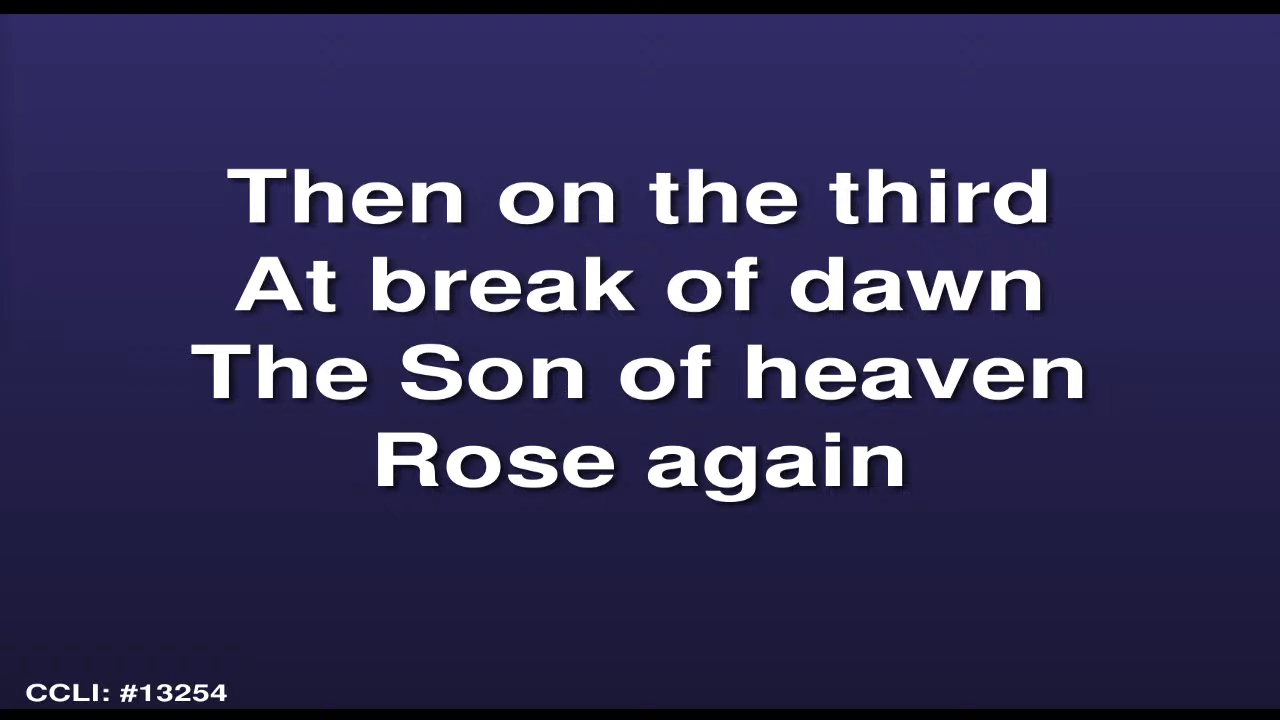 Then on the third
At break of dawn
The Son of heaven
Rose again
CCLI: #13254